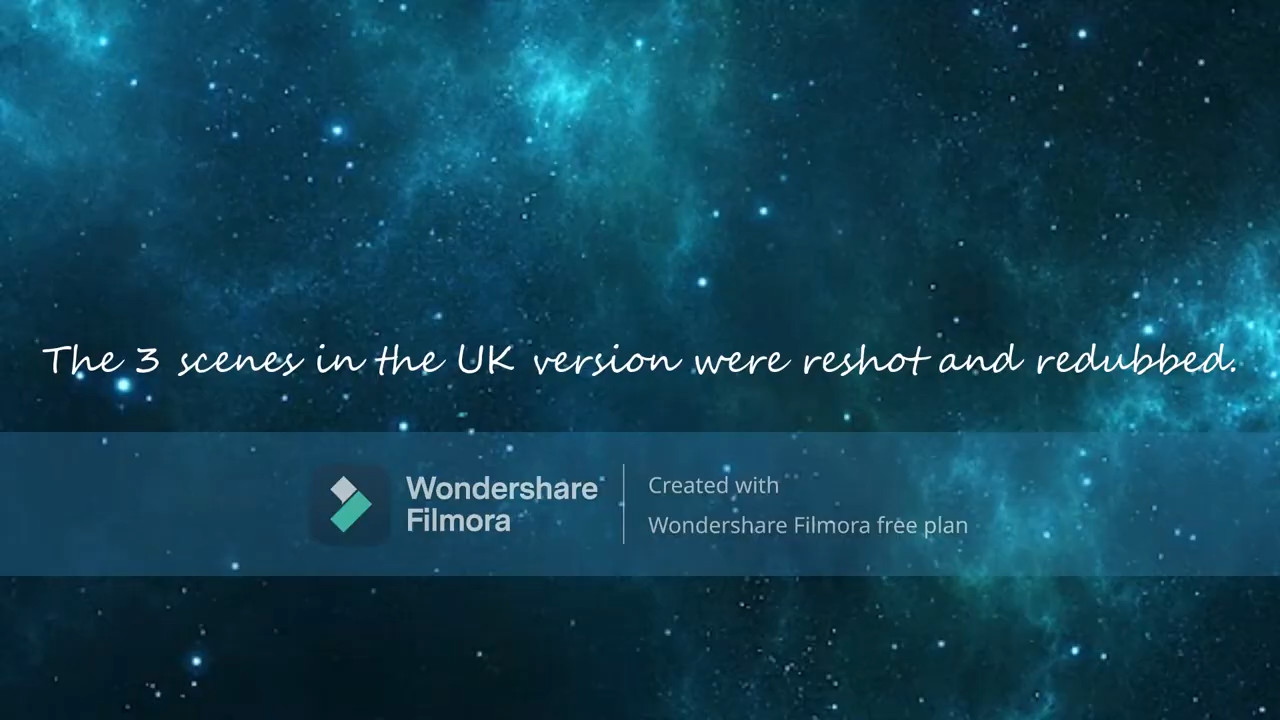 The 3 scenes in the UK version were reshot and redubbed.
Wondershare
Filmora
Created with
Wondershare Filmora free plan